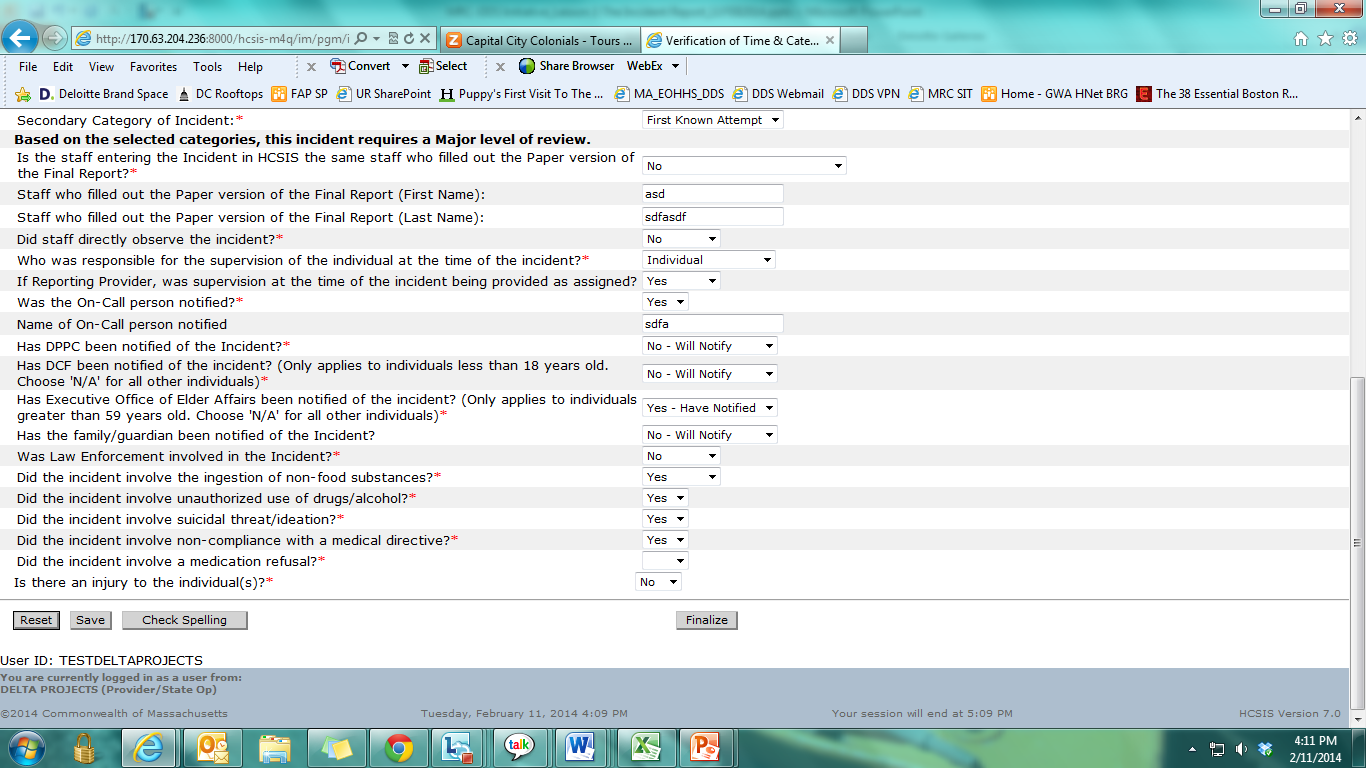 http://170.63.204.236:8000/hcsis-m4q/im/pgm/i
Capital City Colonials - Tours ...
Verification of Time & Cate...
File Edit View Favorites Tools Help
x Convert Select
x Share Browser WebEx
D. Deloitte Brand Space
DC Rooftops
FAP SP
UR SharePoint
H Puppy's First Visit To The ...
MA_EOHHS_DDS
DDS Webmail
DDS VPN
MRC SIT
Home - GWA HNet BRG
E The 38 Essential Boston R...
Secondary Category of Incident:* First Known Attempt
Based on the selected categories, this incident requires a Major level of review.
Is the staff entering the Incident in HCSIS the same staff who filled out the Paper version of
the Final Report?* No
Staff who filled out the Paper version of the Final Report (First Name): asd
Staff who filled out the Paper version of the Final Report (Last Name): sdfasdf
Did staff directly observe the incident?* No
Who was responsible for the supervision of the individual at the time of the incident?* Individual
If Reporting Provider, was supervision at the time of the incident being provided as assigned? Yes
Was the On-Call person notified?* Yes
Name of On-Call person notified sdfa
Has DPPC been notified of the Incident?* No - Will Notify
Has DCF been notified of the incident? (Only applies to individuals less than 18 years old.
Choose 'N/A' for all other individuals)* No - Will Notify
Has Executive Office of Elder Affairs been notified of the incident? (Only applies to individuals
greater than 59 years old. Choose 'N/A' for all other individuals)* Yes - Have Notified
Has the family/guardian been notified of the Incident? No - Will Notify
Was Law Enforcement involved in the Incident?* No
Did the incident involve the ingestion of non-food substances?* Yes
Did the incident involve unauthorized use of drugs/alcohol?* Yes
Did the incident involve suicidal threat/ideation?* Yes
Did the incident involve non-compliance with a medical directive?* Yes
Did the incident involve a medication refusal?*
Is there an injury to the individual(s)?* No
Reset Save Check Spelling Finalize
User ID: TESTDELTAPROJECTS
You are currently logged in as a user from:
DELTA PROJECTS (Provider/State Op)
©2014 Commonwealth of Massachusetts Tuesday, February 11, 2014 4:09 PM Your session will end at 5:09 PM HCSIS Version 7.0
talk
4:11 PM
2/11/2014